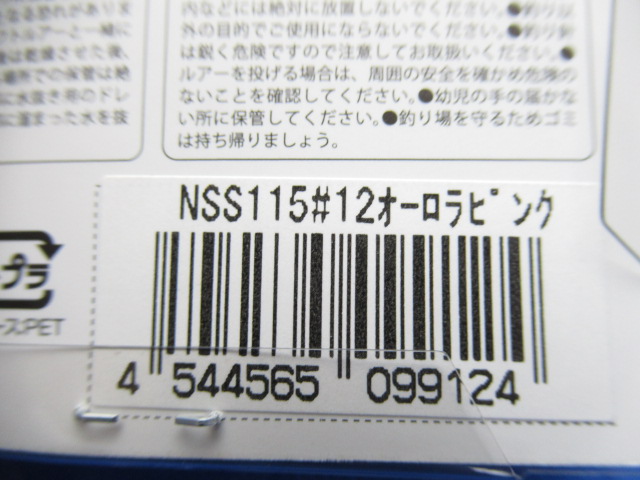 内などには絶対に放置しないでください。●釣り以
外の目的でご使用にならないでください。●釣り針
は鋭く危険ですので注意してお取扱いください。●
ルアーを投げる場合は、周囲の安全を確かめ危険の
ないことを確認してください。●幼児の手の届かな
い所に保管してください。●釣り場を守るためゴミ
は持ち帰りましょう。
NSS115#12オーロラピンク
4 544565 099124
プラ
ス:PET